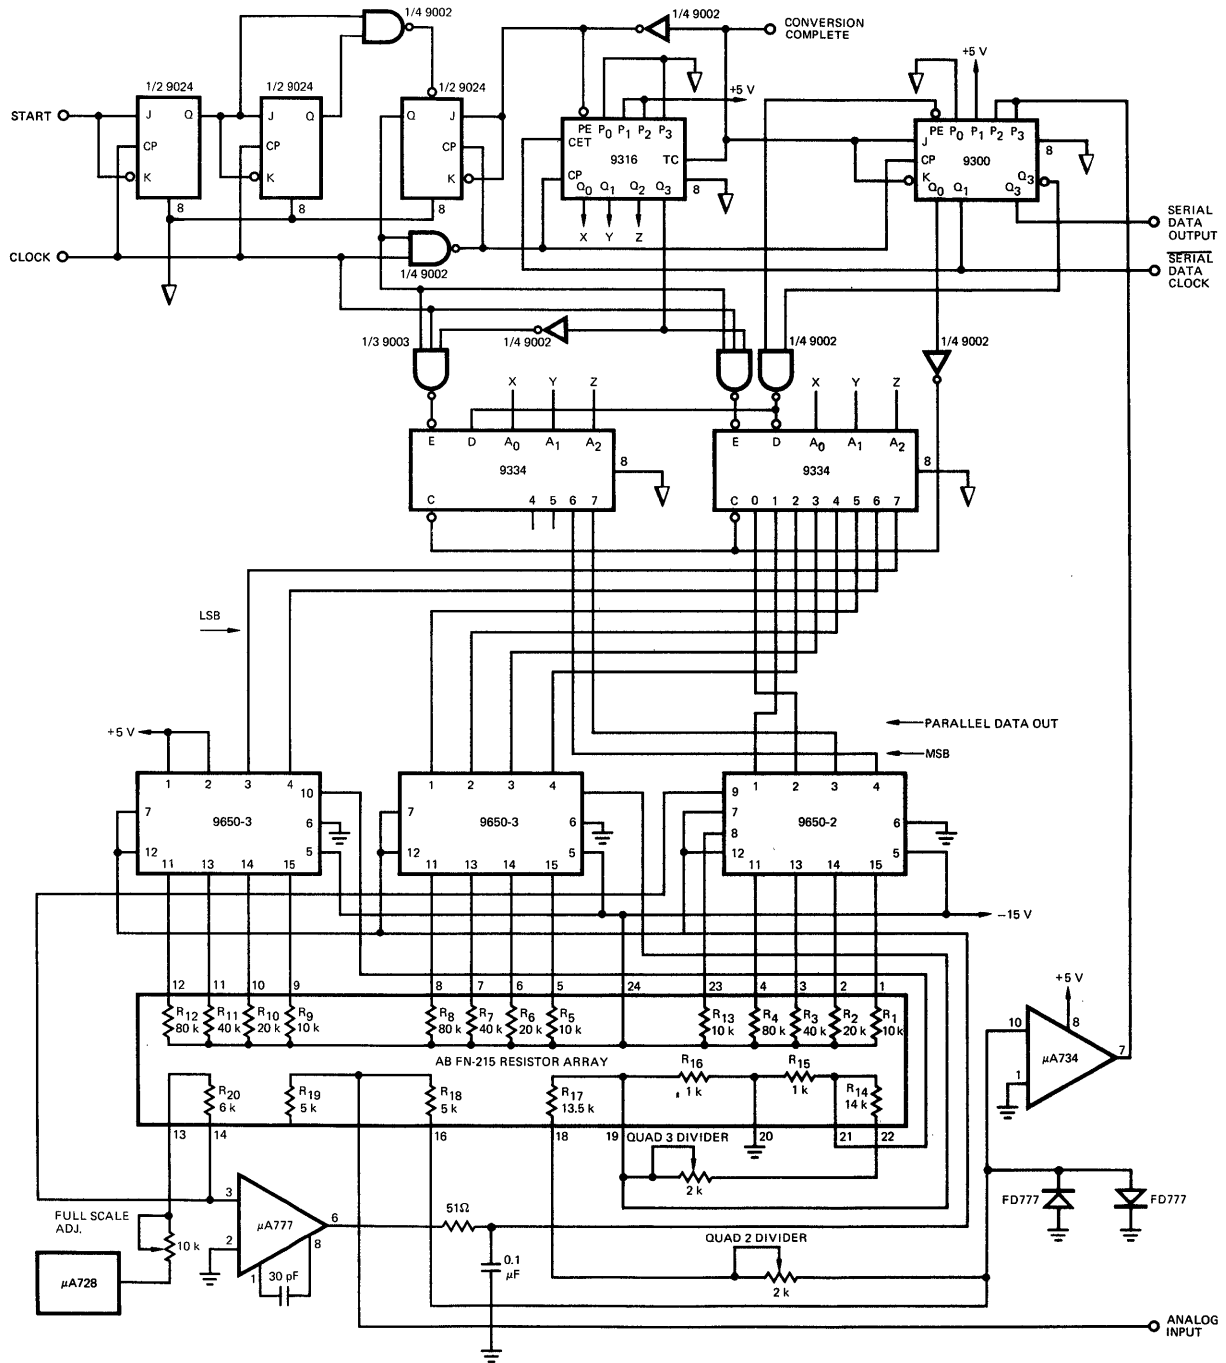 1/4 9002
1/4 9002
CONVERSION
COMPLETE
+5 V
1/2 9024
1/2 9024
1/2 9024
+5 V
START
J Q
CP
K
8
J Q
CP
K
Q J
CP
K
8
PE P0 P1 P2 P3
CET
9316
TC
CP
Q0 Q1 Q2 Q3
8
X Y Z
PE P0 P1 P2 P3
J
CP
9300
K
Q0 Q1 Q3 Q3
8
8
SERIAL
DATA
OUTPUT
CLOCK
1/4 9002
SERIAL
DATA
CLOCK
1/3 9003
1/4 9002
1/4 9002
1/4 9002
X Y Z
X Y Z
E D A0 A1 A2
9334
8
C 4 5 6 7
E D A0 A1 A2
9334
8
C 0 1 2 3 4 5 6 7
LSB
PARALLEL DATA OUT
MSB
+5 V
1 2 3 4
10
7
9650-3
6
12
5
11 13 14 15
1 2 3 4
7
9650-3
6
12
5
11 13 14 15
1 2 3 4
9
7
9650-2
6
8
12
5
11 13 14 15
−15 V
12 11 10 9 8 7 6 5 24 23 4 3 2 1
R12
80 k
R11
40 k
R10
20 k
R9
10 k
R8
80 k
R7
40 k
R6
20 k
R5
10 k
R13
10 k
R4
80 k
R3
40 k
R2
20 k
R1
10 k
+5 V
8
10
μA734
7
1
AB FN-215 RESISTOR ARRAY
R20
6 k
R19
5 k
R18
5 k
R17
13.5 k
R16
1 k
R15
1 k
R14
14 k
13 14 16 18 19 20 21 22
QUAD 3 DIVIDER
2 k
FD777
FD777
FULL SCALE
ADJ.
10 k
3
μA777
6
2
8
1
30 pF
51Ω
0.1
μF
QUAD 2 DIVIDER
2 k
μA728
ANALOG
INPUT